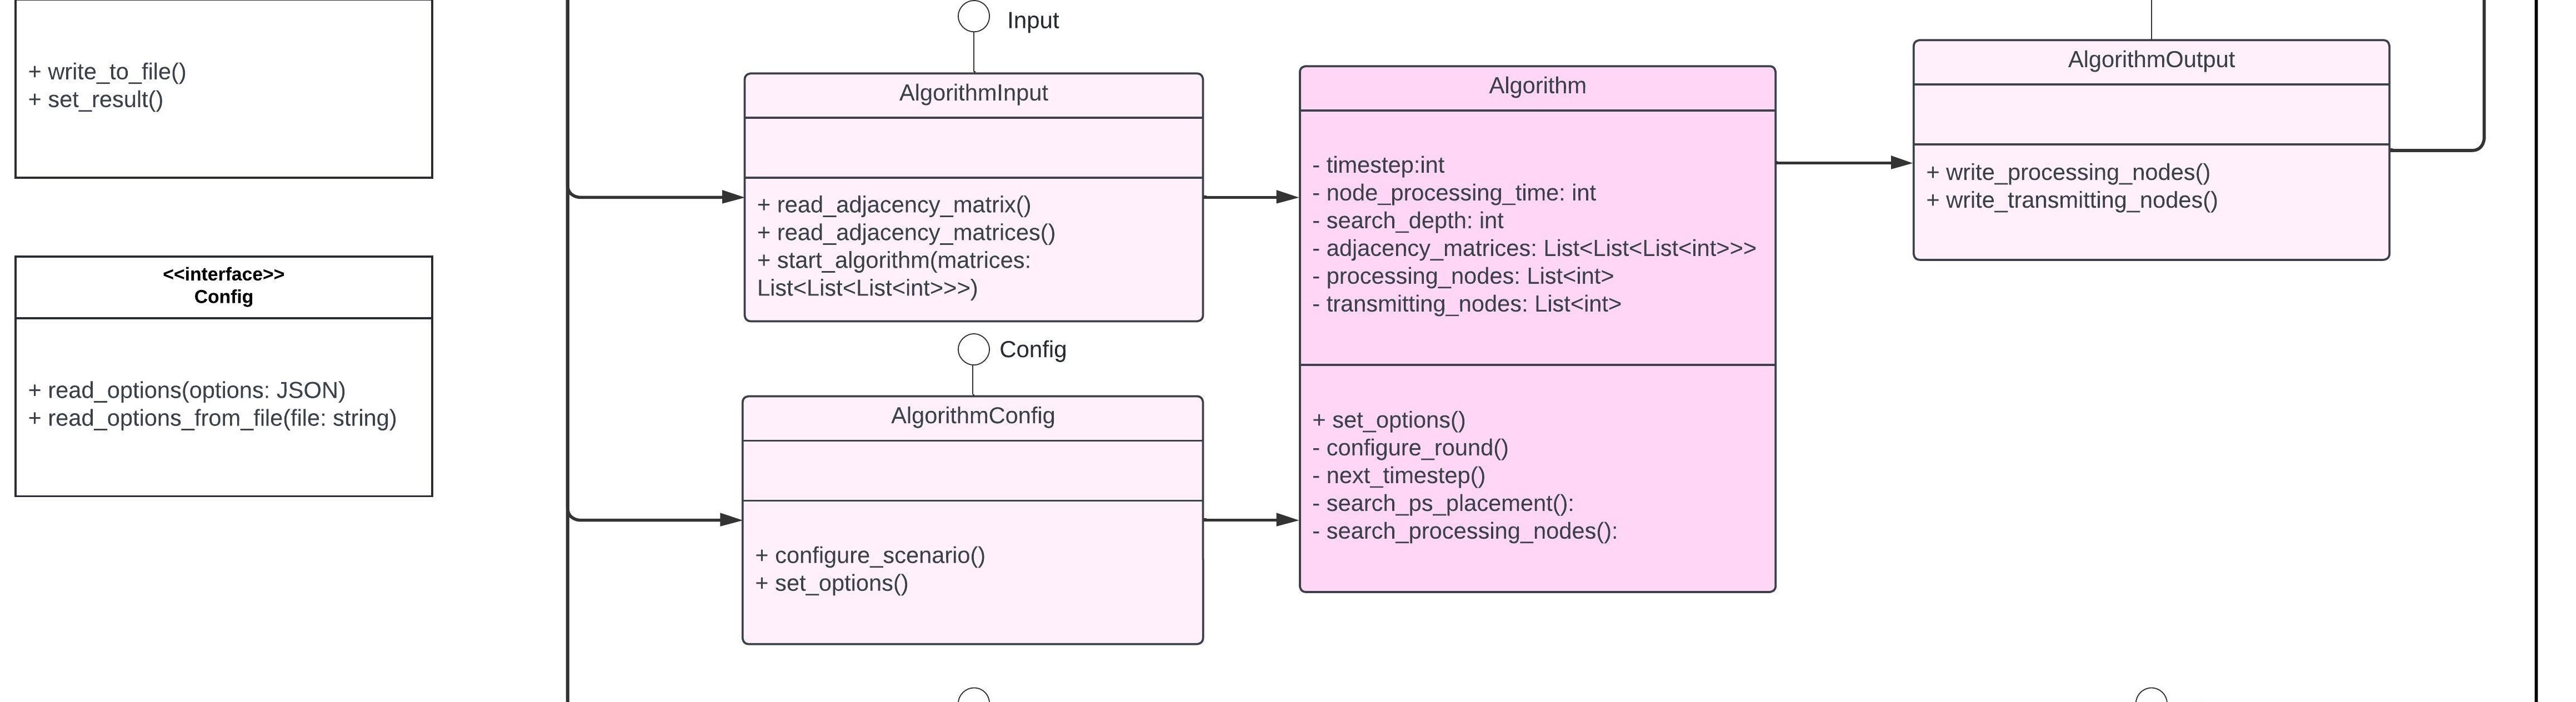 + write_to_file()
+ set_result()
<<interface>>
Config
+ read_options(options: JSON)
+ read_options_from_file(file: string)
Input
AlgorithmInput
+ read_adjacency_matrix()
+ read_adjacency_matrices()
+ start_algorithm(matrices:
List<List<List<int>>>)
Config
AlgorithmConfig
+ configure_scenario()
+ set_options()
Algorithm
- timestep:int
- node_processing_time: int
- search_depth: int
- adjacency_matrices: List<List<List<int>>>
- processing_nodes: List<int>
- transmitting_nodes: List<int>
+ set_options()
- configure_round()
- next_timestep()
- search_ps_placement():
- search_processing_nodes():
AlgorithmOutput
+ write_processing_nodes()
+ write_transmitting_nodes()